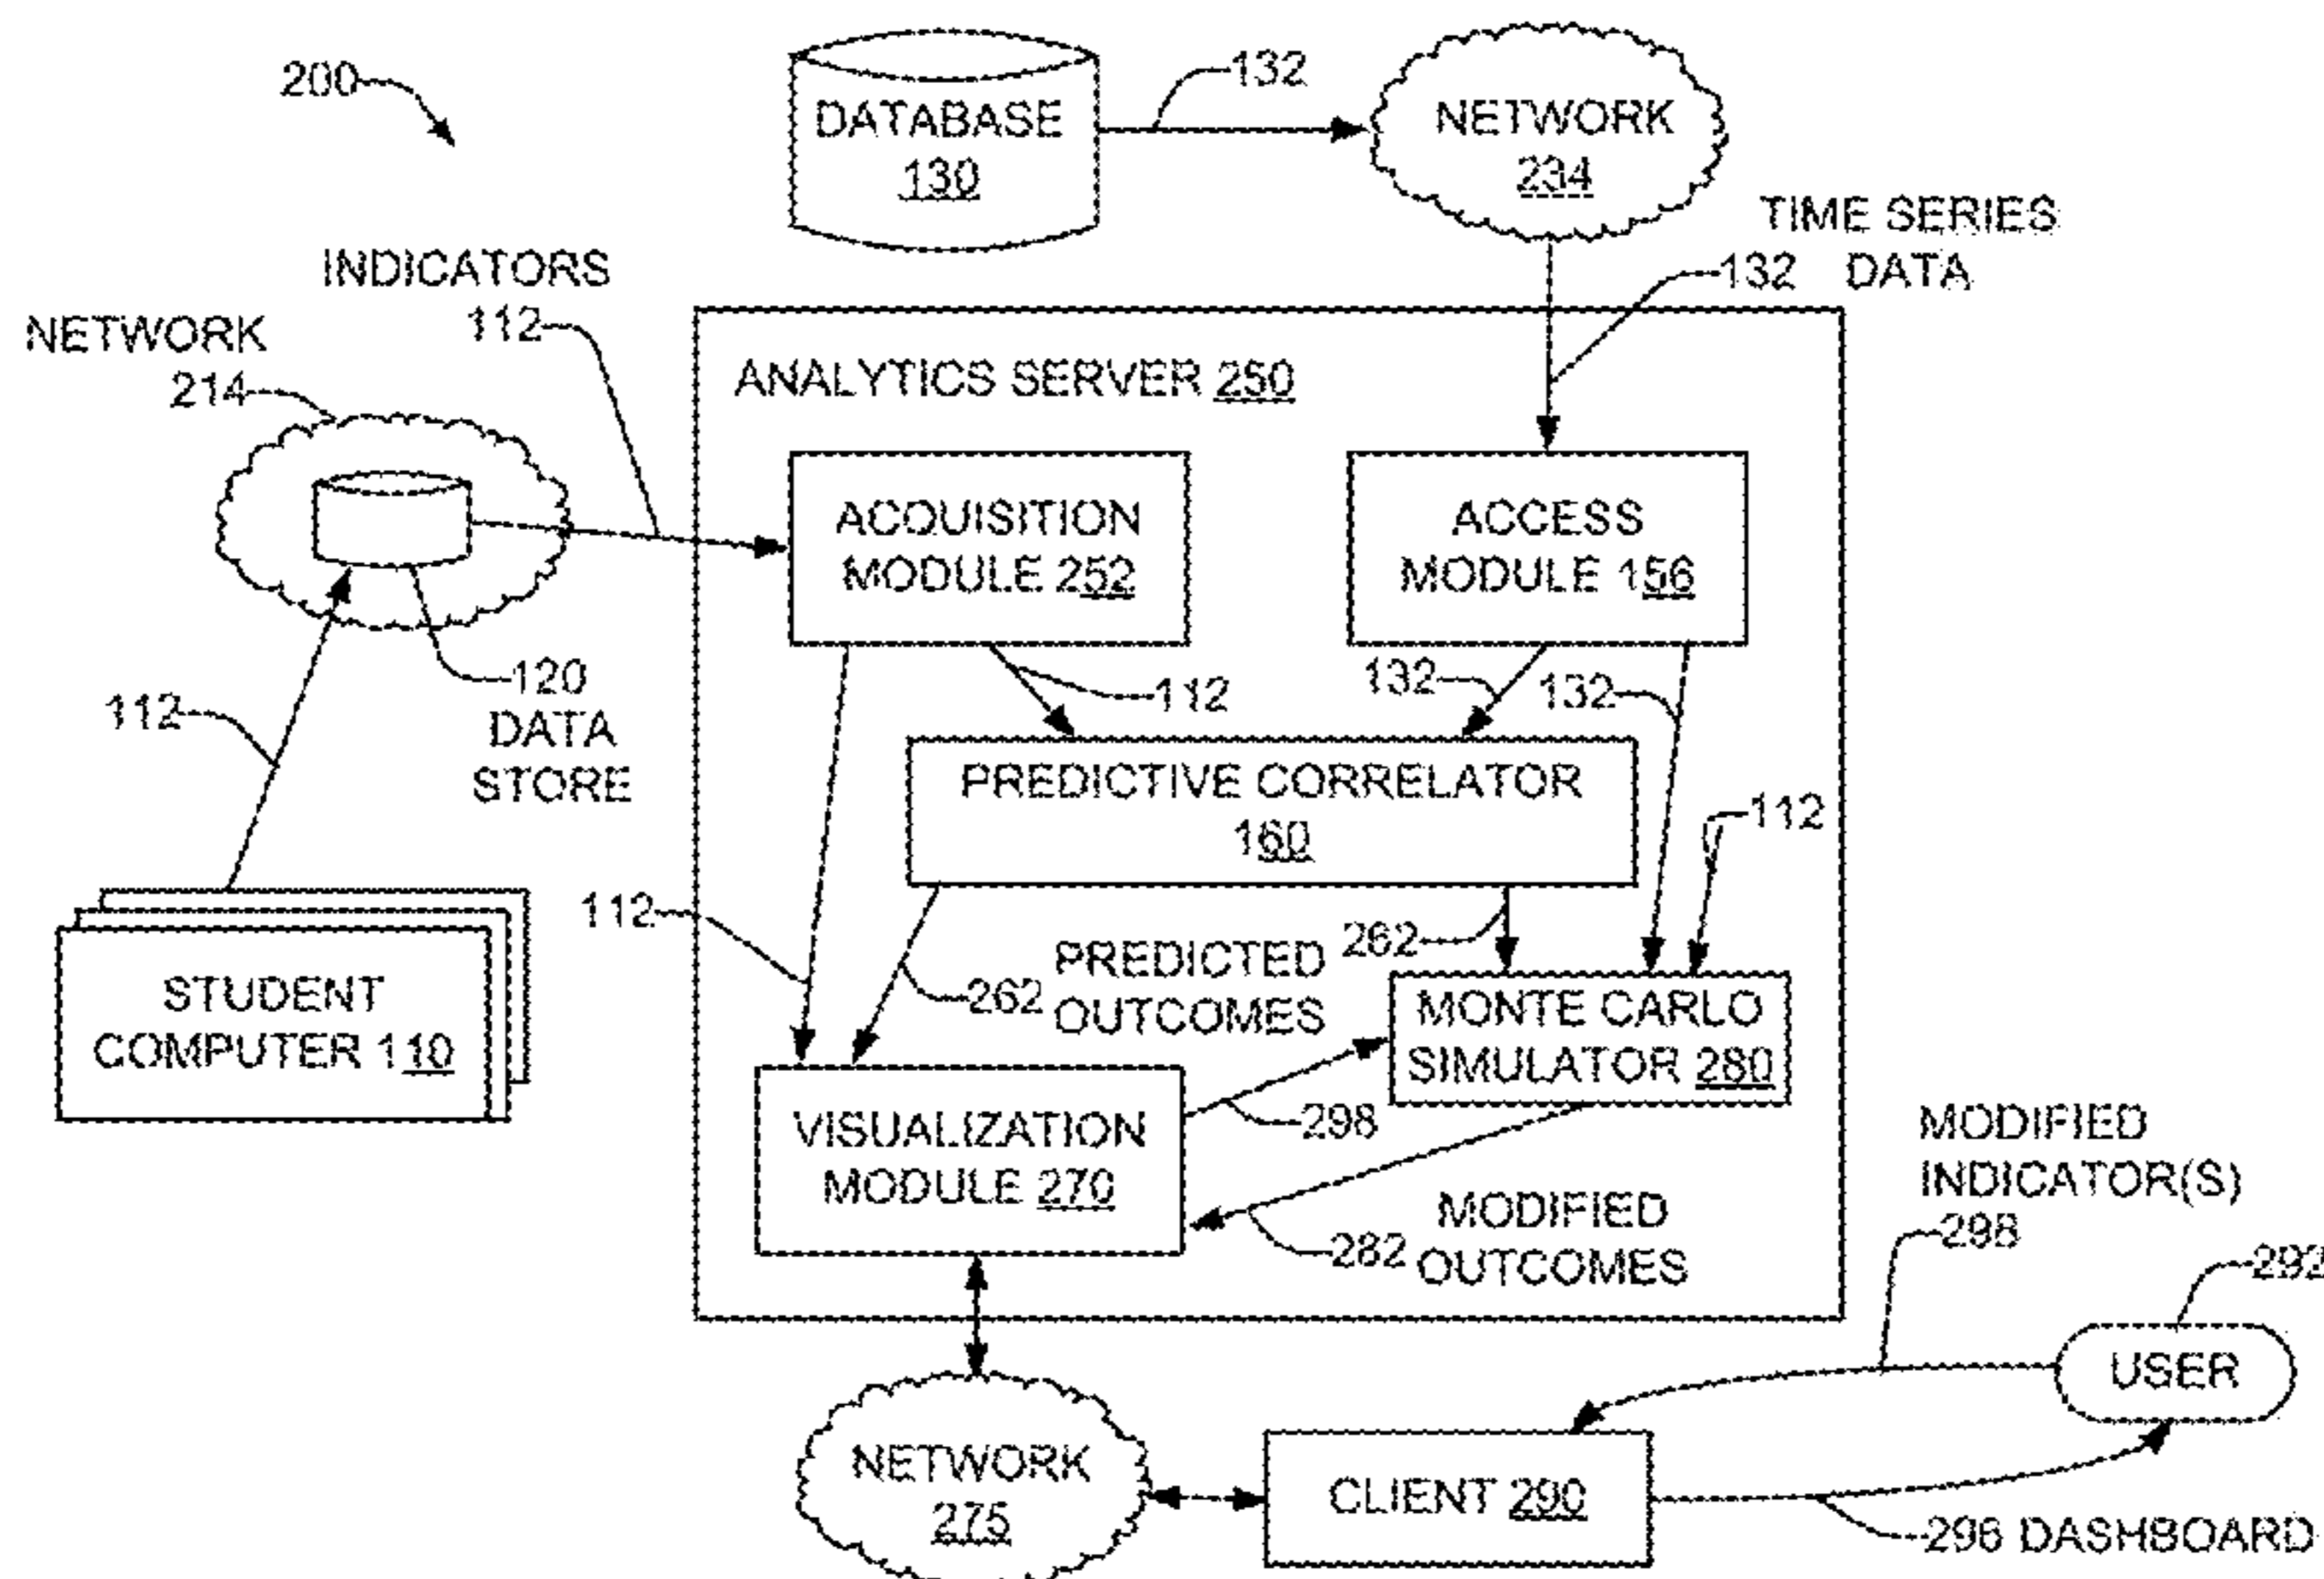 200
DATABASE
130
132
NETWORK
234
TIME SERIES
132 DATA
INDICATORS
112
NETWORK
214
ANALYTICS SERVER 250
ACQUISITION
MODULE 252
ACCESS
MODULE 156
120
DATA
STORE
112
112
132
132
PREDICTIVE CORRELATOR
160
112
112
STUDENT
COMPUTER 110
262
PREDICTED
OUTCOMES
262
MONTE CARLO
SIMULATOR 280
VISUALIZATION
MODULE 270
298
282
MODIFIED
OUTCOMES
MODIFIED
INDICATOR(S)
298
292
USER
NETWORK
275
CLIENT 290
296 DASHBOARD